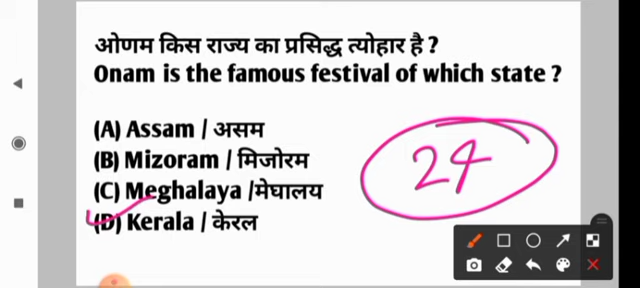 ओणम किस राज्य का प्रसिद्ध त्योहार है ?
Onam is the famous festival of which state ?
(A) Assam / असम
(B) Mizoram / मिजोरम
(C) Meghalaya /मेघालय
(D) Kerala / केरल
24